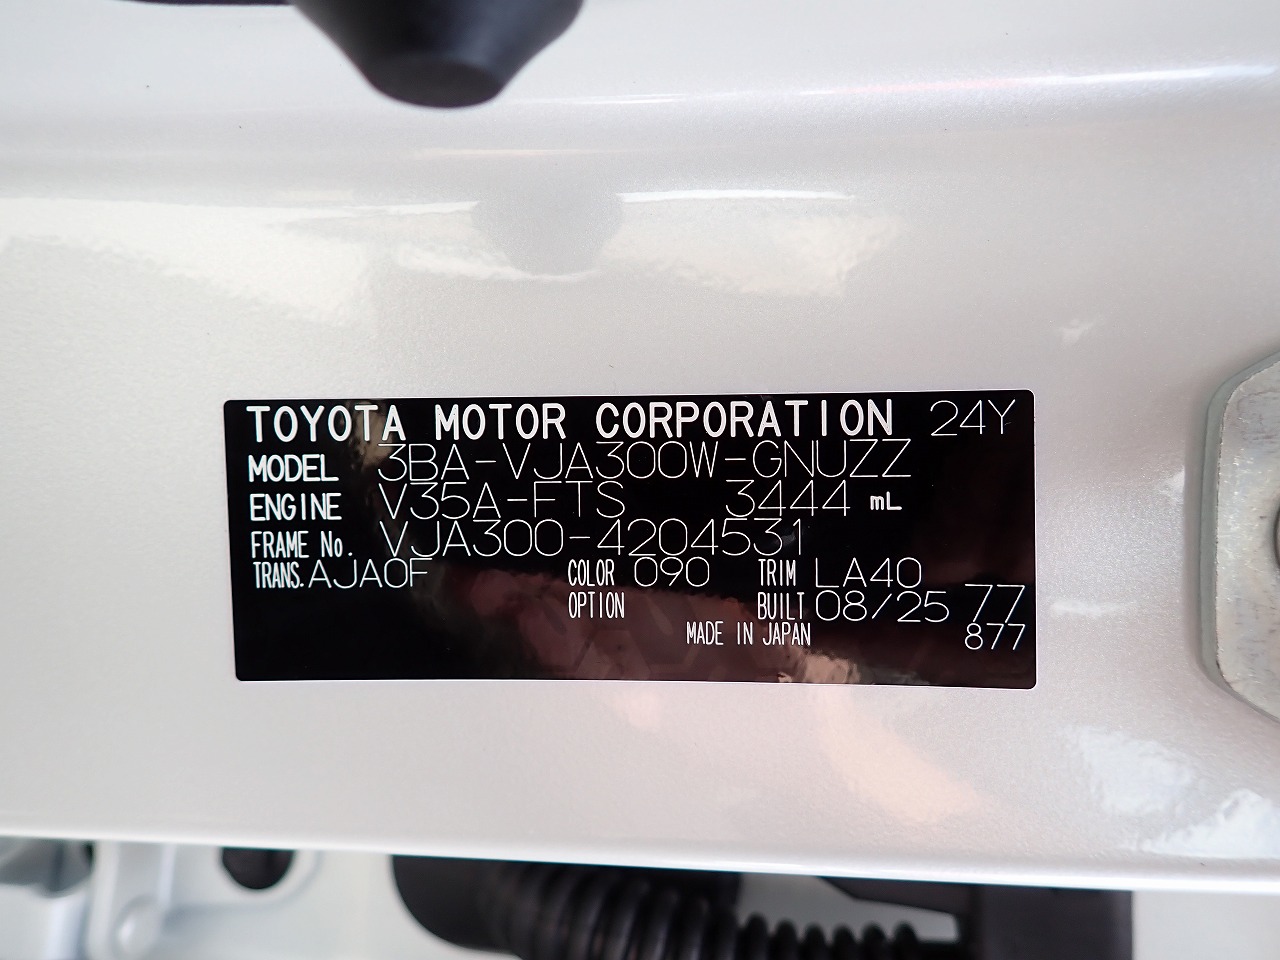 TOYOTA MOTOR CORPORATION 24Y
MODEL 3BA-VJA300W-GNUZZ
ENGINE V35A-FTS 3444 mL
FRAME No. VJA300-4204531
TRANS. AJA0F COLOR 090 TRIM LA40
OPTION BUILT 08/25 77
MADE IN JAPAN 877